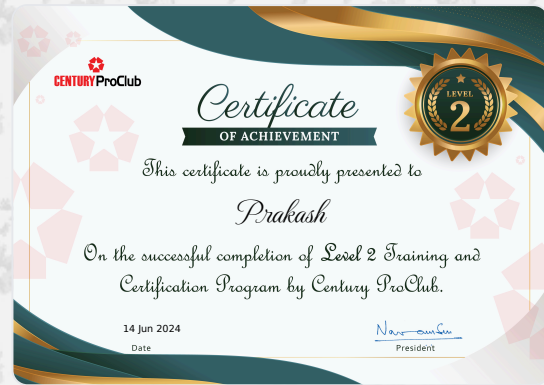 CENTURY ProClub
LEVEL
2
Certificate
OF ACHIEVEMENT
This certificate is proudly presented to
Prakash
On the successful completion of Level 2 Training and
Certification Program by Century ProClub.
14 Jun 2024
Date
President